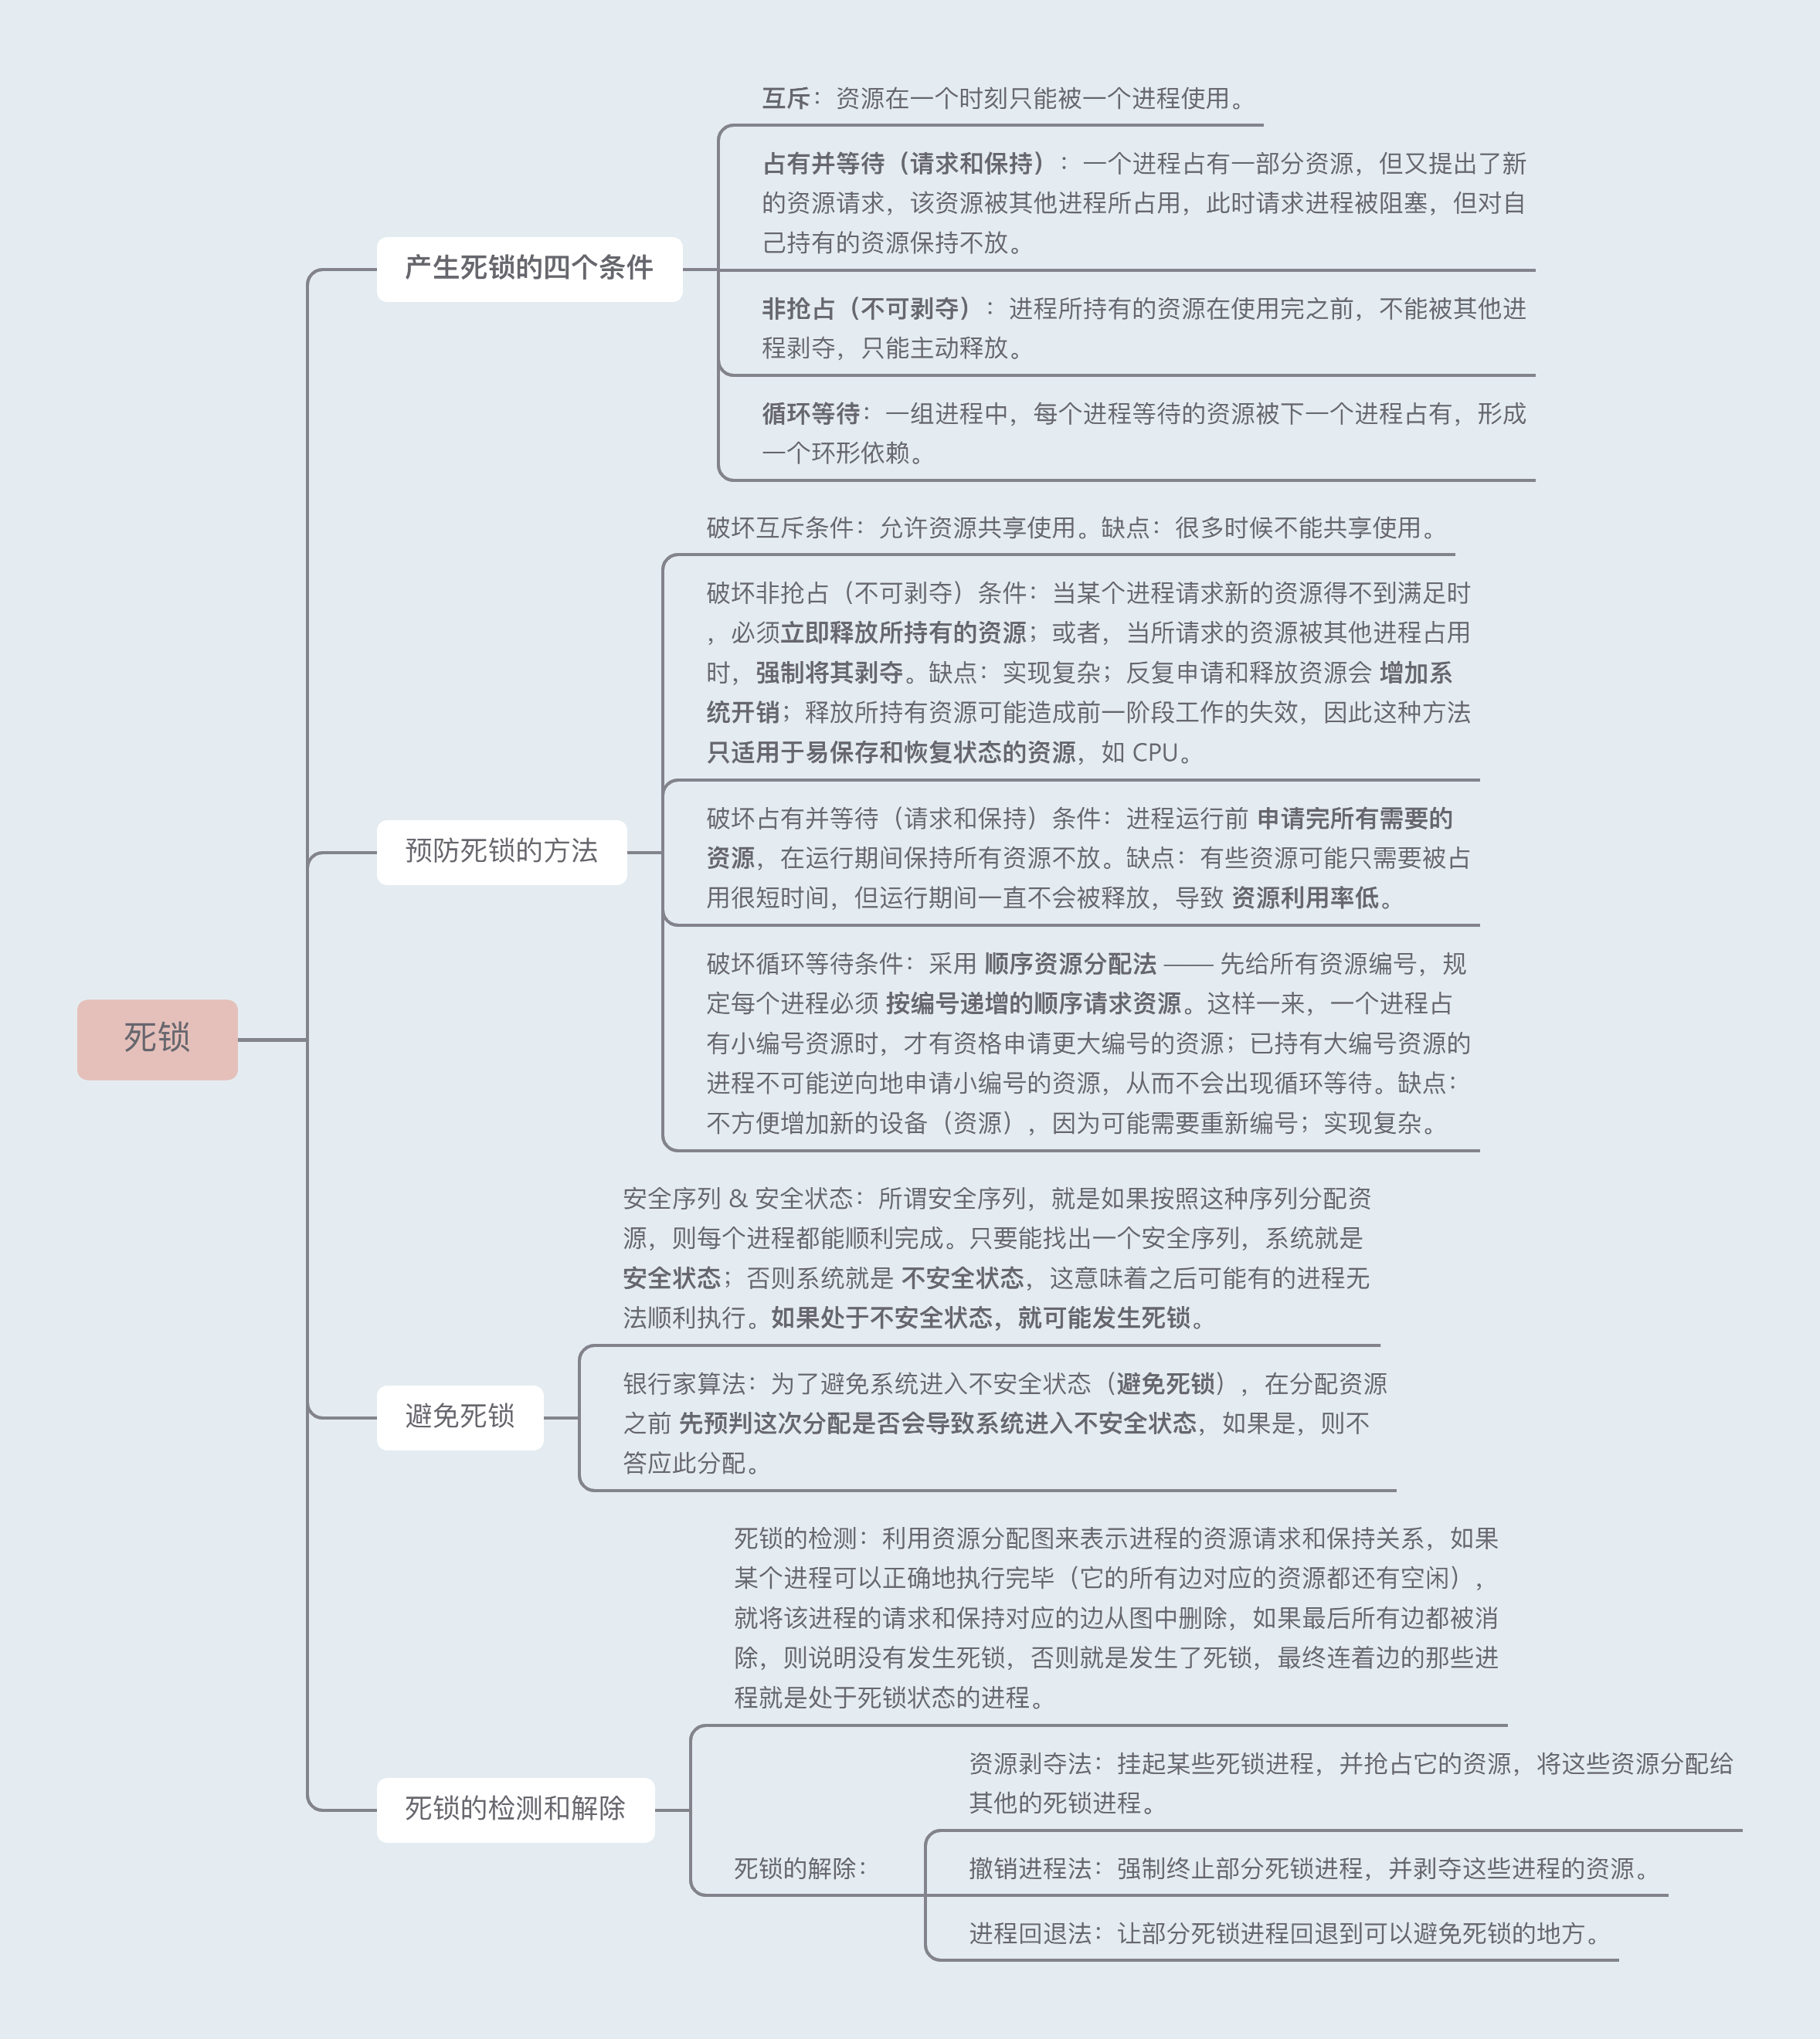 互斥：资源在一个时刻只能被一个进程使用。
占有并等待（请求和保持）：一个进程占有一部分资源，但又提出了新
的资源请求，该资源被其他进程所占用，此时请求进程被阻塞，但对自
己持有的资源保持不放。
产生死锁的四个条件
非抢占（不可剥夺）：进程所持有的资源在使用完之前，不能被其他进
程剥夺，只能主动释放。
循环等待：一组进程中，每个进程等待的资源被下一个进程占有，形成
一个环形依赖。
破坏互斥条件：允许资源共享使用。缺点：很多时候不能共享使用。
破坏非抢占（不可剥夺）条件：当某个进程请求新的资源得不到满足时
，必须立即释放所持有的资源；或者，当所请求的资源被其他进程占用
时，强制将其剥夺。缺点：实现复杂；反复申请和释放资源会 增加系
统开销；释放所持有资源可能造成前一阶段工作的失效，因此这种方法
只适用于易保存和恢复状态的资源，如 CPU。
预防死锁的方法
破坏占有并等待（请求和保持）条件：进程运行前 申请完所有需要的
资源，在运行期间保持所有资源不放。缺点：有些资源可能只需要被占
用很短时间，但运行期间一直不会被释放，导致 资源利用率低。
破坏循环等待条件：采用 顺序资源分配法 —— 先给所有资源编号，规
定每个进程必须 按编号递增的顺序请求资源。这样一来，一个进程占
有小编号资源时，才有资格申请更大编号的资源；已持有大编号资源的
进程不可能逆向地申请小编号的资源，从而不会出现循环等待。缺点：
不方便增加新的设备（资源），因为可能需要重新编号；实现复杂。
死锁
安全序列 & 安全状态：所谓安全序列，就是如果按照这种序列分配资
源，则每个进程都能顺利完成。只要能找出一个安全序列，系统就是
安全状态；否则系统就是 不安全状态，这意味着之后可能有的进程无
法顺利执行。如果处于不安全状态，就可能发生死锁。
避免死锁
银行家算法：为了避免系统进入不安全状态（避免死锁），在分配资源
之前 先预判这次分配是否会导致系统进入不安全状态，如果是，则不
答应此分配。
死锁的检测：利用资源分配图来表示进程的资源请求和保持关系，如果
某个进程可以正确地执行完毕（它的所有边对应的资源都还有空闲），
就将该进程的请求和保持对应的边从图中删除，如果最后所有边都被消
除，则说明没有发生死锁，否则就是发生了死锁，最终连着边的那些进
程就是处于死锁状态的进程。
死锁的检测和解除
死锁的解除：
资源剥夺法：挂起某些死锁进程，并抢占它的资源，将这些资源分配给
其他的死锁进程。
撤销进程法：强制终止部分死锁进程，并剥夺这些进程的资源。
进程回退法：让部分死锁进程回退到可以避免死锁的地方。